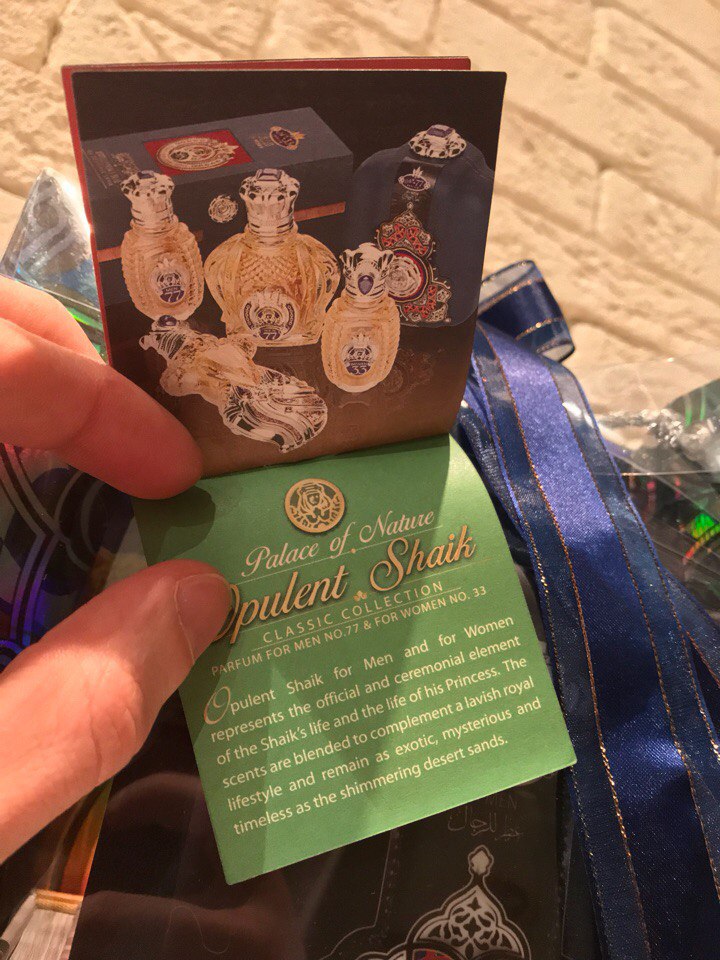 77
77
33
Palace of Nature
Opulent Shaik
CLASSIC COLLECTION
PARFUM FOR MEN NO.77 & FOR WOMEN NO. 33
Opulent Shaik for Men and for Women
represents the official and ceremonial element
of the Shaik's life and the life of his Princess. The
scents are blended to complement a lavish royal
lifestyle and remain as exotic, mysterious and
timeless as the shimmering desert sands.